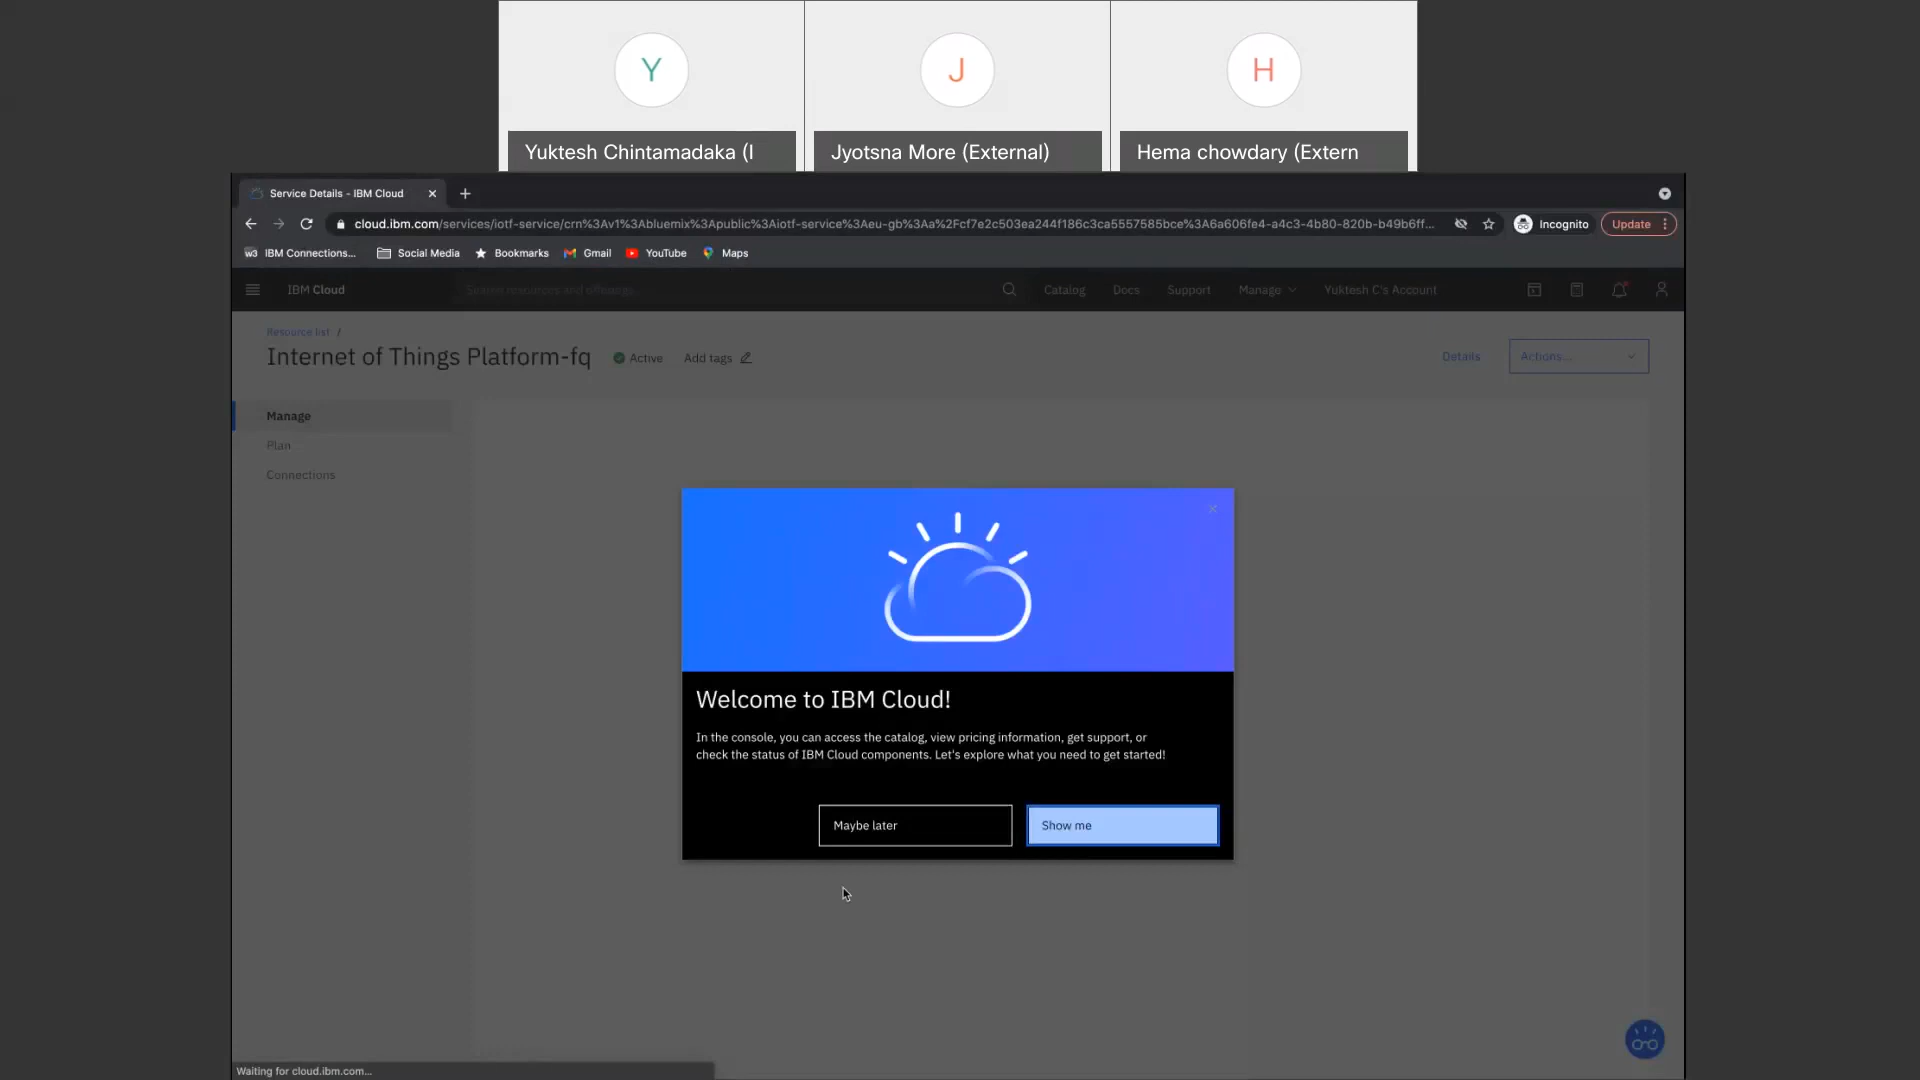 Y
J
H
Yuktesh Chintamadaka (I
Jyotsna More (External)
Hema chowdary (Extern
Service Details - IBM Cloud
cloud.ibm.com/services/iotf-service/crn%3Av1%3Abluemix%3Apublic%3Aiotf-service%3Aeu-gb%3Aa%2Fcf7e2c503ea244f186c3ca5557585bce%3A6a606fe4-a4c3-4b80-820b-b49b6ff...
Incognito
Update
w3 IBM Connections...
Social Media
Bookmarks
Gmail
YouTube
Maps
IBM Cloud
Search resources and offerings...
Catalog
Docs
Support
Manage
Yuktesh C's Account
Resource list /
Internet of Things Platform-fq
Active
Add tags
Details
Actions...
Manage
Plan
Connections
Welcome to IBM Cloud!
In the console, you can access the catalog, view pricing information, get support, or
check the status of IBM Cloud components. Let's explore what you need to get started!
Maybe later
Show me
Waiting for cloud.ibm.com...